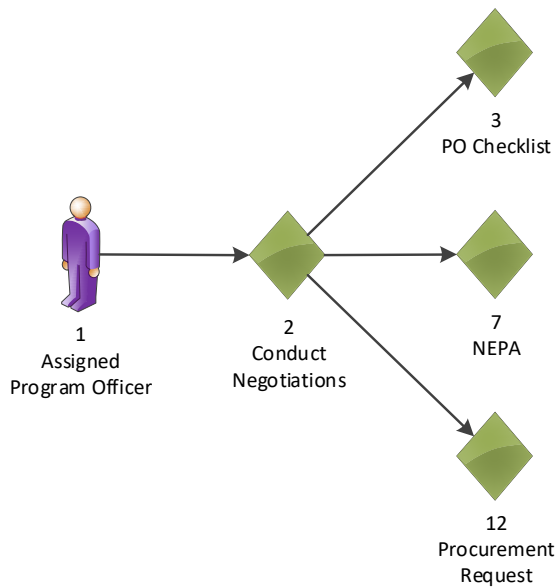 3
PO Checklist
1
Assigned
Program Officer
2
Conduct
Negotiations
7
NEPA
12
Procurement
Request